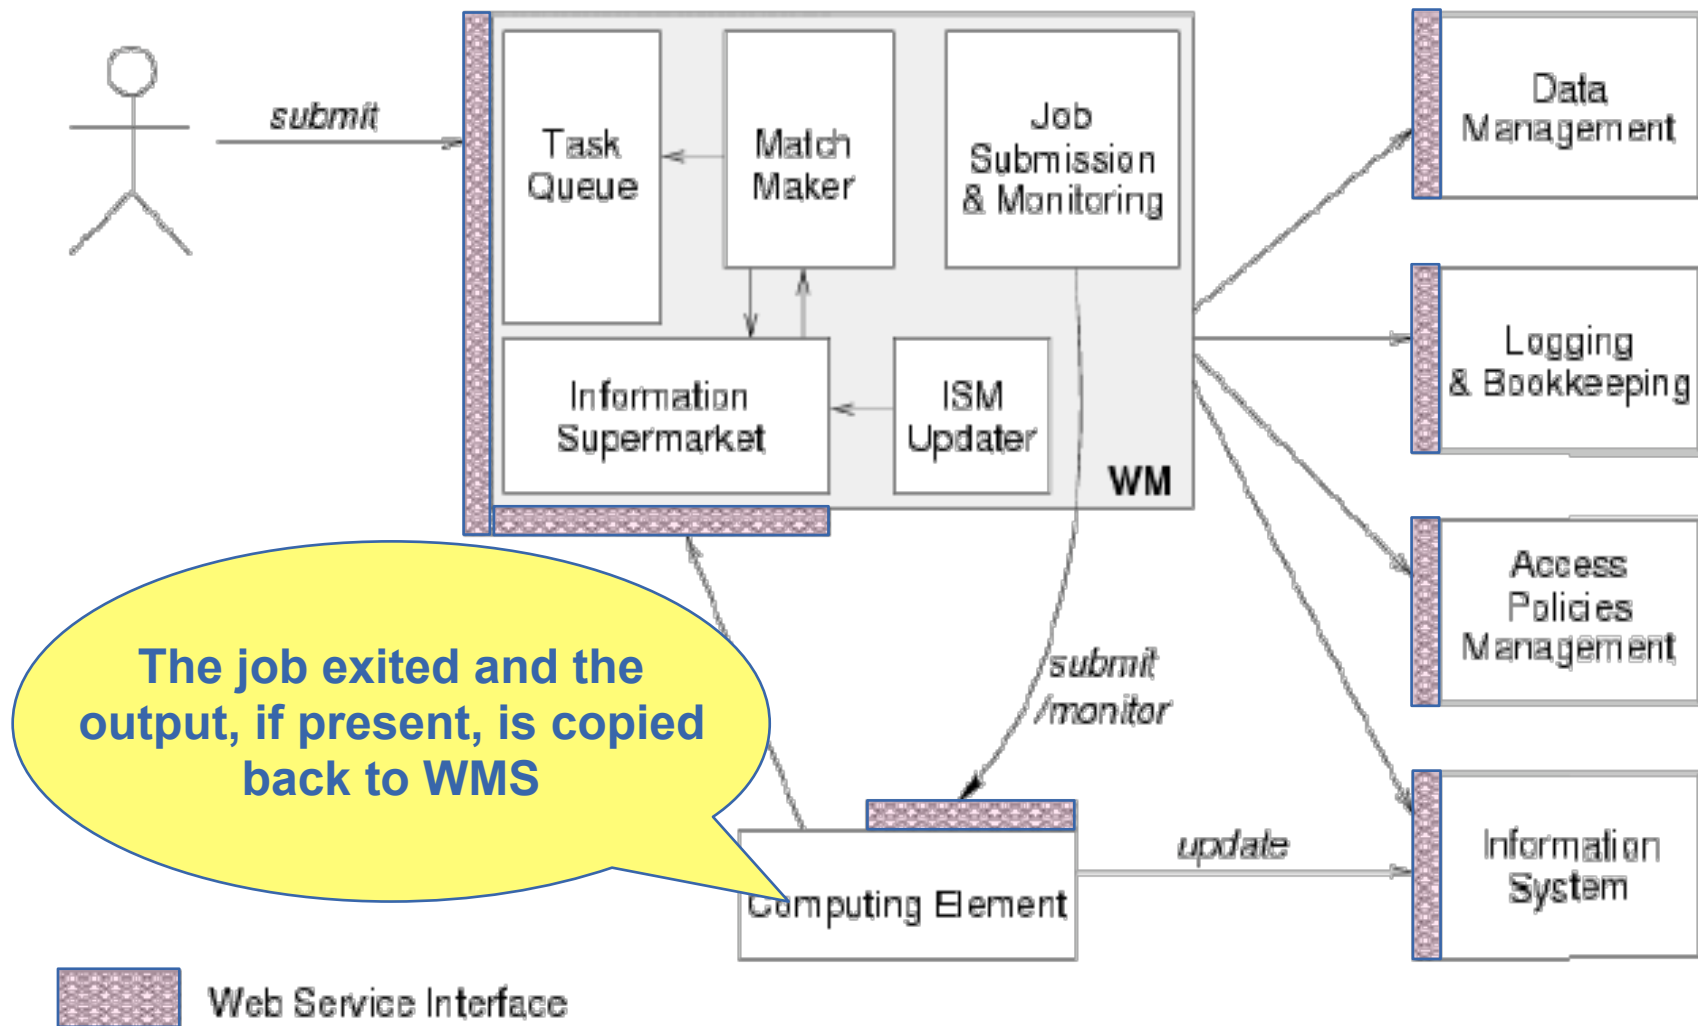 submit
Task
Queue
Match
Maker
Job
Submission
& Monitoring
Information
Supermarket
ISM
Updater
WM
Data
Management
Logging
& Bookkeeping
Access
Policies
Management
Information
System
The job exited and the
output, if present, is copied
back to WMS
submit
/monitor
update
Computing Element
Web Service Interface